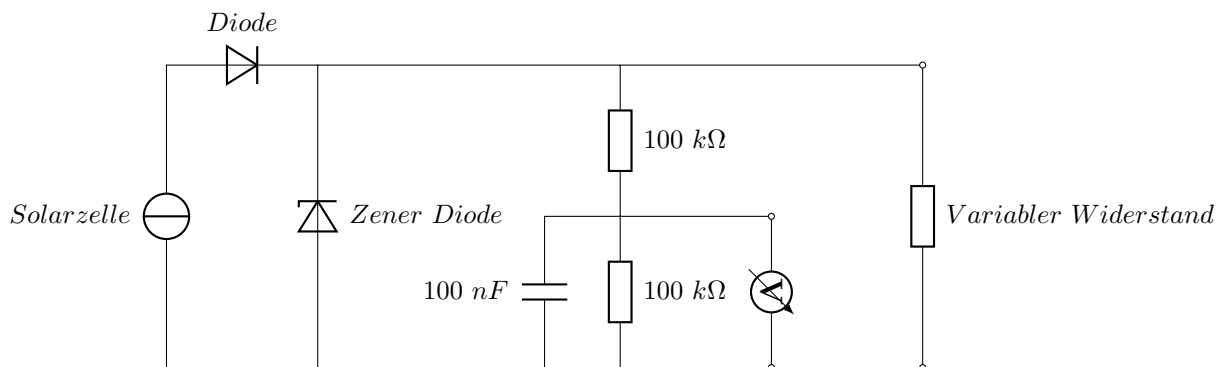 Diode
100 kΩ
Solarzelle
Zener Diode
Variabler Widerstand
100 nF
100 kΩ
V